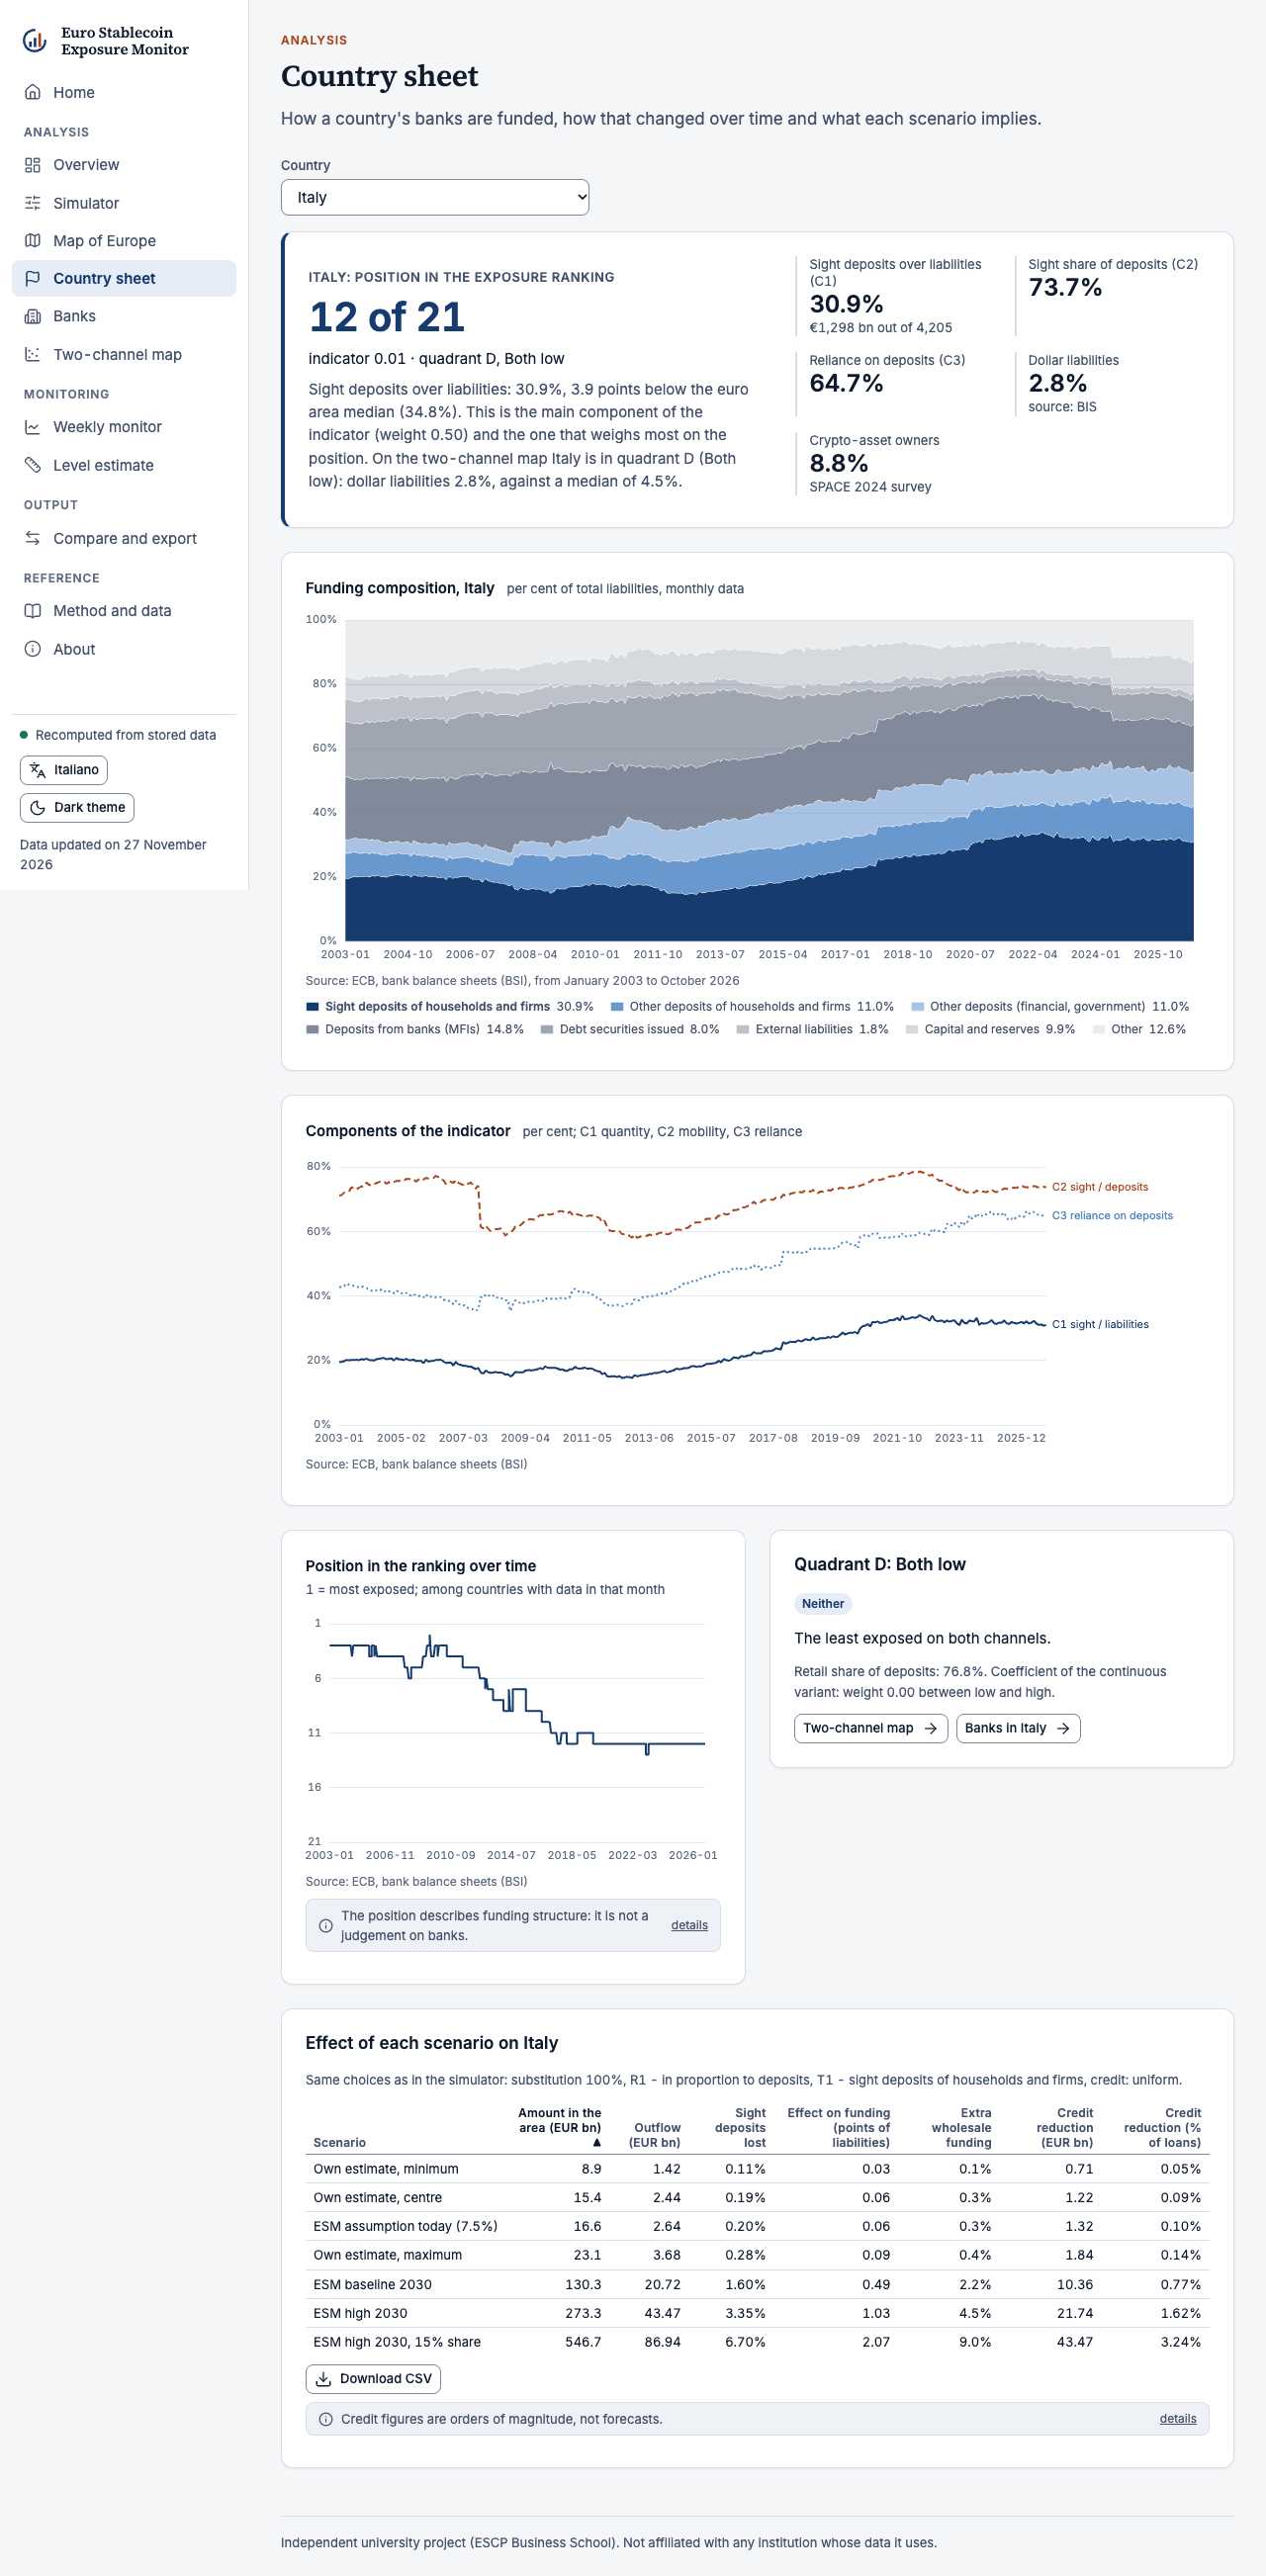 Euro Stablecoin
Exposure Monitor
Home
ANALYSIS
Overview
Simulator
Map of Europe
Country sheet
Banks
Two-channel map
MONITORING
Weekly monitor
Level estimate
OUTPUT
Compare and export
REFERENCE
Method and data
About
Recomputed from stored data
Italiano
Dark theme
Data updated on 27 November
2026
ANALYSIS
Country sheet
How a country's banks are funded, how that changed over time and what each scenario implies.
Country
Italy
ITALY: POSITION IN THE EXPOSURE RANKING
12 of 21
indicator 0.01 · quadrant D, Both low
Sight deposits over liabilities: 30.9%, 3.9 points below the euro
area median (34.8%). This is the main component of the
indicator (weight 0.50) and the one that weighs most on the
position. On the two-channel map Italy is in quadrant D (Both
low): dollar liabilities 2.8%, against a median of 4.5%.
Sight deposits over liabilities
(C1)
30.9%
€1,298 bn out of 4,205
Sight share of deposits (C2)
73.7%
Reliance on deposits (C3)
64.7%
Dollar liabilities
2.8%
source: BIS
Crypto-asset owners
8.8%
SPACE 2024 survey
Funding composition, Italy per cent of total liabilities, monthly data
100%
80%
60%
40%
20%
0%
2003-01 2004-10 2006-07 2008-04 2010-01 2011-10 2013-07 2015-04 2017-01 2018-10 2020-07 2022-04 2024-01 2025-10
Source: ECB, bank balance sheets (BSI), from January 2003 to October 2026
Sight deposits of households and firms 30.9% Other deposits of households and firms 11.0% Other deposits (financial, government) 11.0%
Deposits from banks (MFIs) 14.8% Debt securities issued 8.0% External liabilities 1.8% Capital and reserves 9.9% Other 12.6%
Components of the indicator per cent; C1 quantity, C2 mobility, C3 reliance
80%
60%
40%
20%
0%
C2 sight / deposits
C3 reliance on deposits
C1 sight / liabilities
2003-01 2005-02 2007-03 2009-04 2011-05 2013-06 2015-07 2017-08 2019-09 2021-10 2023-11 2025-12
Source: ECB, bank balance sheets (BSI)
Position in the ranking over time
1 = most exposed; among countries with data in that month
1
6
11
16
21
2003-01 2006-11 2010-09 2014-07 2018-05 2022-03 2026-01
Source: ECB, bank balance sheets (BSI)
The position describes funding structure: it is not a
judgement on banks.
details
Quadrant D: Both low
Neither
The least exposed on both channels.
Retail share of deposits: 76.8%. Coefficient of the continuous
variant: weight 0.00 between low and high.
Two-channel map
Banks in Italy
Effect of each scenario on Italy
Same choices as in the simulator: substitution 100%, R1 - in proportion to deposits, T1 - sight deposits of households and firms, credit: uniform.
Scenario
Amount in the
area (EUR bn)
▲
Outflow
(EUR bn)
Sight
deposits
lost
Effect on funding
(points of
liabilities)
Extra
wholesale
funding
Credit
reduction
(EUR bn)
Credit
reduction (%
of loans)
Own estimate, minimum 8.9 1.42 0.11% 0.03 0.1% 0.71 0.05%
Own estimate, centre 15.4 2.44 0.19% 0.06 0.3% 1.22 0.09%
ESM assumption today (7.5%) 16.6 2.64 0.20% 0.06 0.3% 1.32 0.10%
Own estimate, maximum 23.1 3.68 0.28% 0.09 0.4% 1.84 0.14%
ESM baseline 2030 130.3 20.72 1.60% 0.49 2.2% 10.36 0.77%
ESM high 2030 273.3 43.47 3.35% 1.03 4.5% 21.74 1.62%
ESM high 2030, 15% share 546.7 86.94 6.70% 2.07 9.0% 43.47 3.24%
Download CSV
Credit figures are orders of magnitude, not forecasts.
details
Independent university project (ESCP Business School). Not affiliated with any institution whose data it uses.